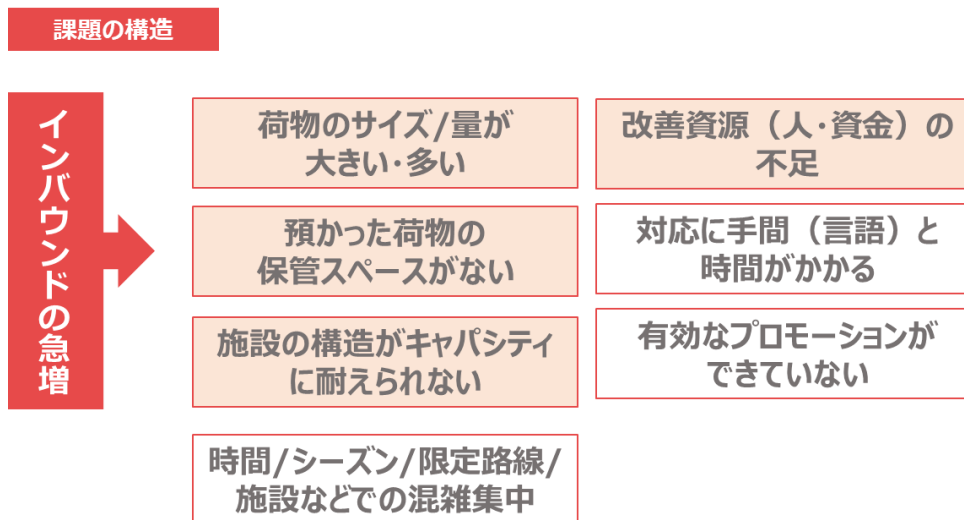 課題の構造
インバウンドの急増
荷物のサイズ/量が
大きい・多い
預かった荷物の
保管スペースがない
施設の構造がキャパシティ
に耐えられない
時間/シーズン/限定路線/
施設などでの混雑集中
改善資源（人・資金）の
不足
対応に手間（言語）と
時間がかかる
有効なプロモーションが
できていない